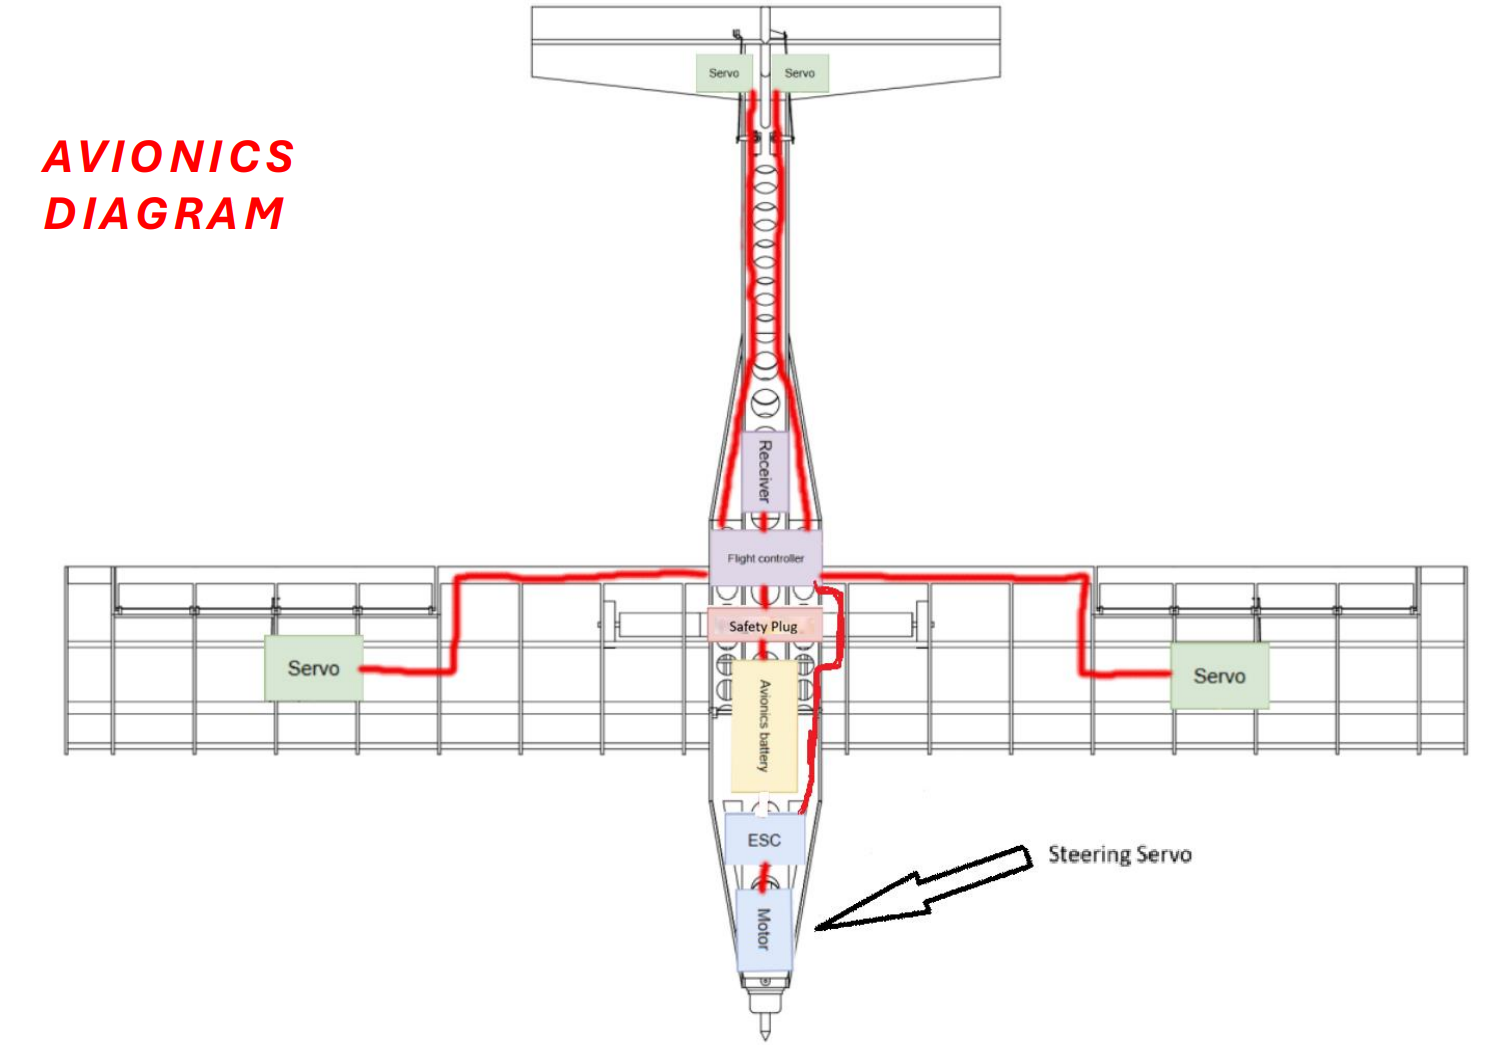 AVIONICS
DIAGRAM
Servo
Servo
Receiver
Flight controller
Safety Plug
Servo
Servo
Avionics battery
ESC
Steering Servo
Motor